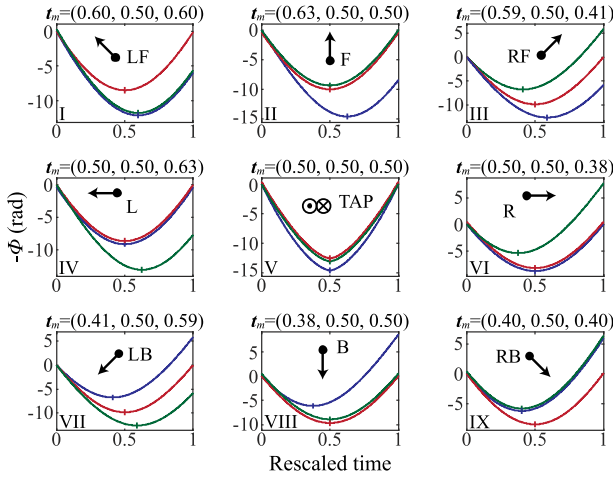 t_m=(0.60, 0.50, 0.60) t_m=(0.63, 0.50, 0.50) t_m=(0.59, 0.50, 0.41)
0 -5 -10 LF I 0 0.5 1
0 -5 -10 -15 F II 0 0.5 1
5 0 -5 -10 RF III 0 0.5 1
t_m=(0.50, 0.50, 0.63) t_m=(0.50, 0.50, 0.50) t_m=(0.50, 0.50, 0.38)
-Φ (rad)
0 -5 -10 L IV 0 0.5 1
0 -5 -10 -15 TAP V 0 0.5 1
5 0 -5 R VI 0 0.5 1
t_m=(0.41, 0.50, 0.59) t_m=(0.38, 0.50, 0.50) t_m=(0.40, 0.50, 0.40)
5 0 -5 -10 LB VII 0 0.5 1
5 0 -5 -10 B VIII 0 0.5 1
5 0 -5 RB IX 0 0.5 1
Rescaled time